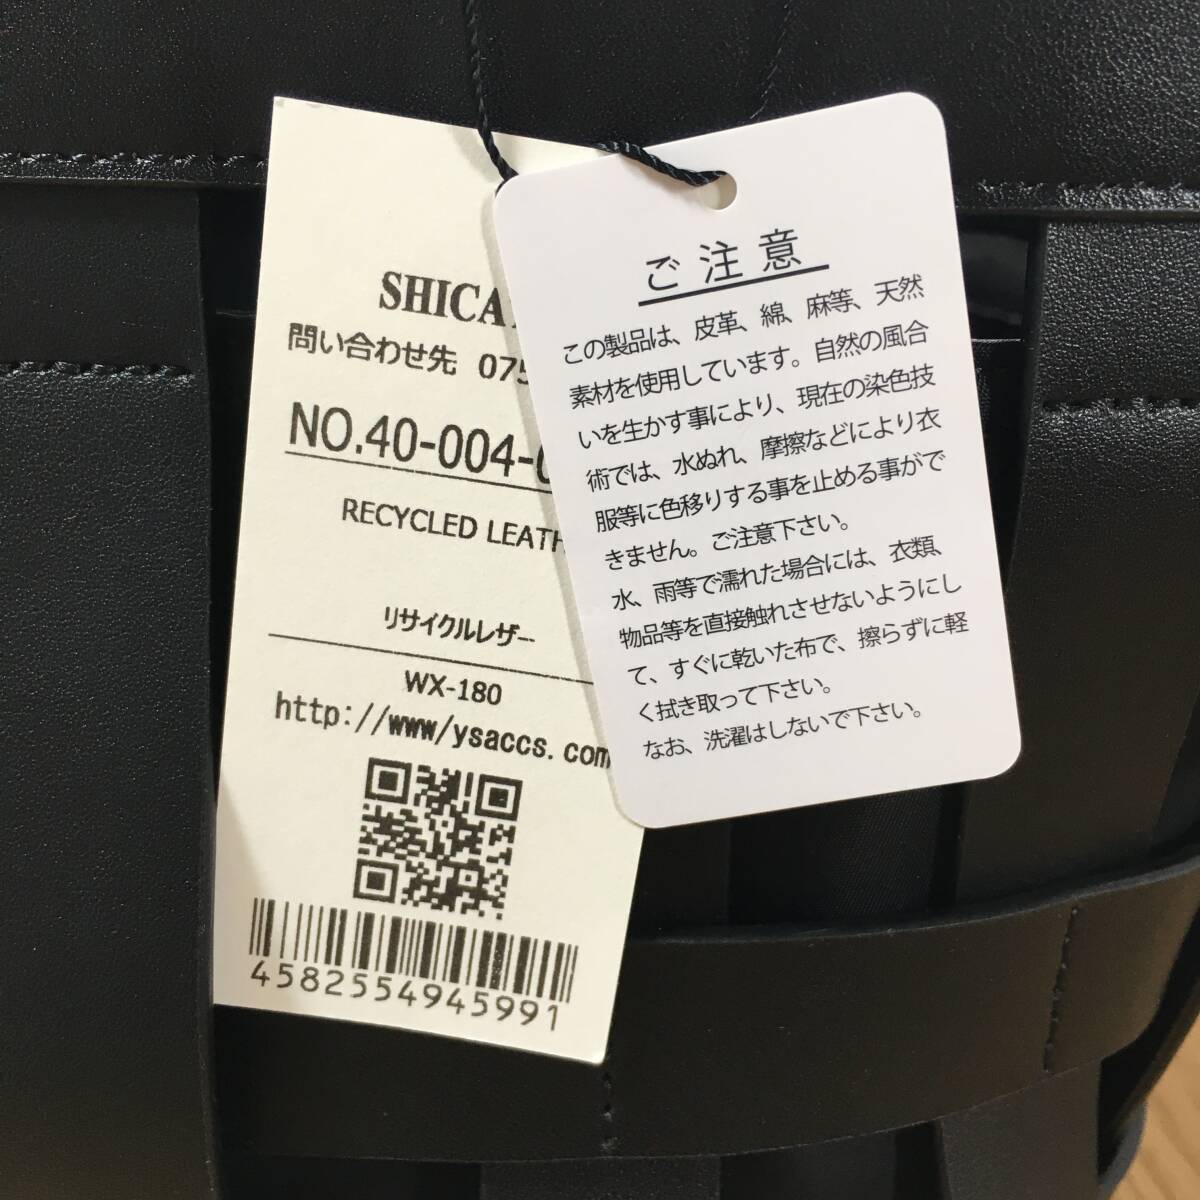 SHICA
問い合わせ先 075
NO.40-004-0
RECYCLED LEATH
リサイクルレザー
WX-180
http://www/ysaccs.com
4582554945991
ご注意
この製品は、皮革、綿、麻等、天然
素材を使用しています。自然の風合
いを生かす事により、現在の染色技
術では、水ぬれ、摩擦などにより衣
服等に色移りする事を止める事がで
きません。ご注意下さい。
水、雨等で濡れた場合には、衣類、
物品等を直接触れさせないようにし
て、すぐに乾いた布で、擦らずに軽
く拭き取って下さい。
なお、洗濯はしないで下さい。